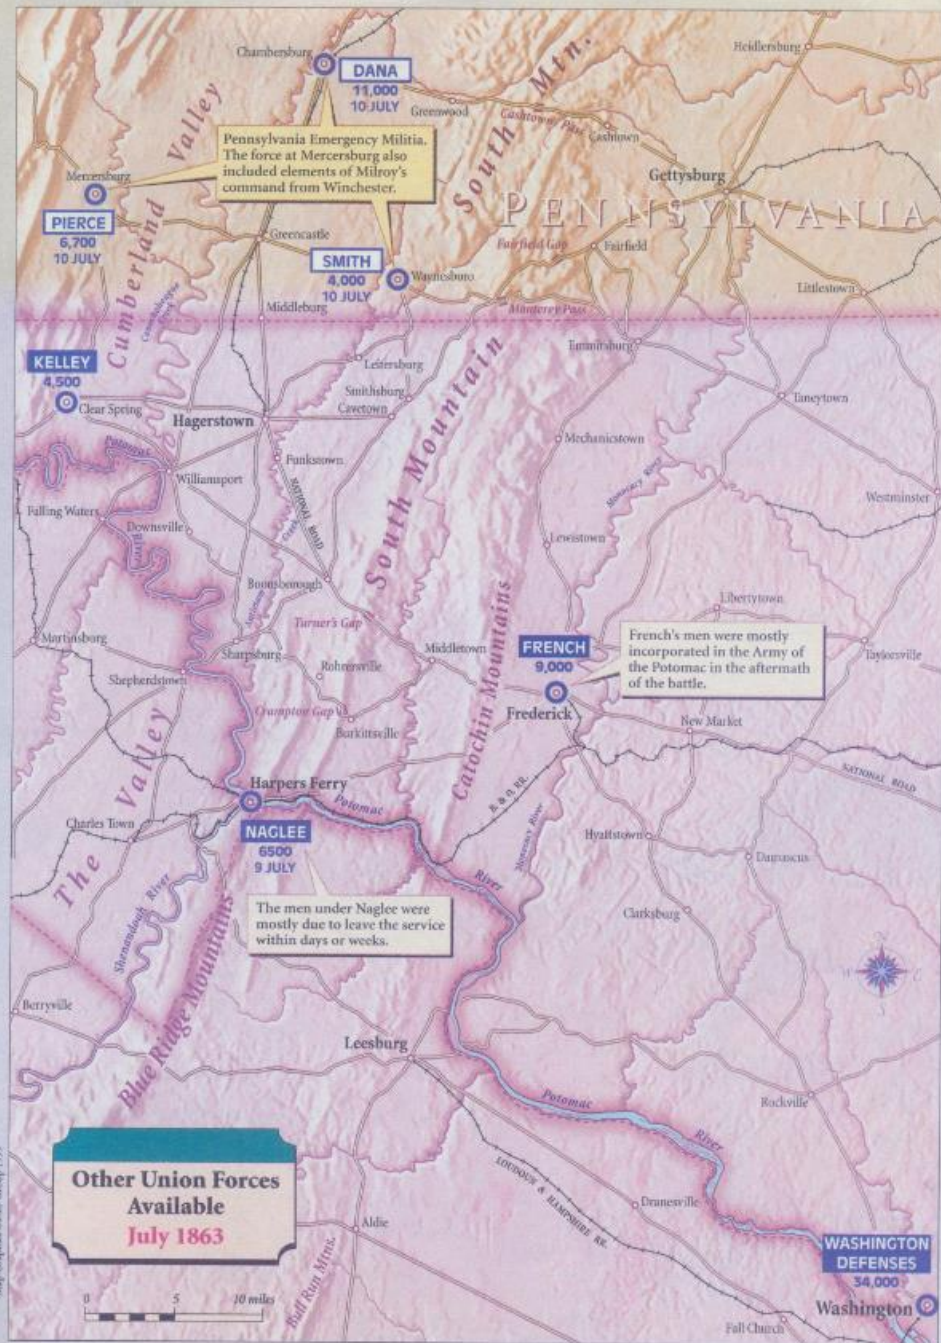 Chambersburg
DANA
11,000
10 JULY
Heidlersburg
Greenwood
Cashtown Pass
Cashtown
South Mtn.
Pennsylvania Emergency Militia.
The force at Mercersburg also
included elements of Milroy's
command from Winchester.
Cumberland Valley
Mercersburg
PIERCE
6,700
10 JULY
Gettysburg
PENNSYLVANIA
Greencastle
SMITH
4,000
10 JULY
Waynesboro
Fairfield Gap
Fairfield
Littlestown
Middleburg
Monterey Pass
Emmitsburg
KELLEY
4,500
Clear Spring
Leitersburg
Smithsburg
Cavetown
Hagerstown
Taneytown
South Mountain
Mechanicstown
Funkstown
Potomac
Williamsport
NATIONAL ROAD
Monocacy River
Westminster
Falling Waters
River
Downsville
Antietam
Creek
Lewistown
Boonsborough
Libertytown
Martinsburg
Sharpsburg
Turner's Gap
Middletown
FRENCH
9,000
French's men were mostly
incorporated in the Army of
the Potomac in the aftermath
of the battle.
Taylorsville
Shepherdstown
Rohrersville
Catochin Mountains
Frederick
Crampton Gap
Burkittsville
New Market
NATIONAL ROAD
The Valley
Harpers Ferry
Potomac
B. & O. RR.
Monocacy River
Charles Town
NAGLEE
6500
9 JULY
Hyattstown
Damascus
River
Shenandoah River
The men under Naglee were
mostly due to leave the service
within days or weeks.
Clarksburg
Blue Ridge Mountains
Berryville
Leesburg
Potomac
River
Rockville
LOUDOUN & HAMPSHIRE RR.
Other Union Forces
Available
July 1863
Dranesville
Aldie
Bull Run Mtns.
WASHINGTON
DEFENSES
34,000
Washington
Fall Church
0 5 10 miles